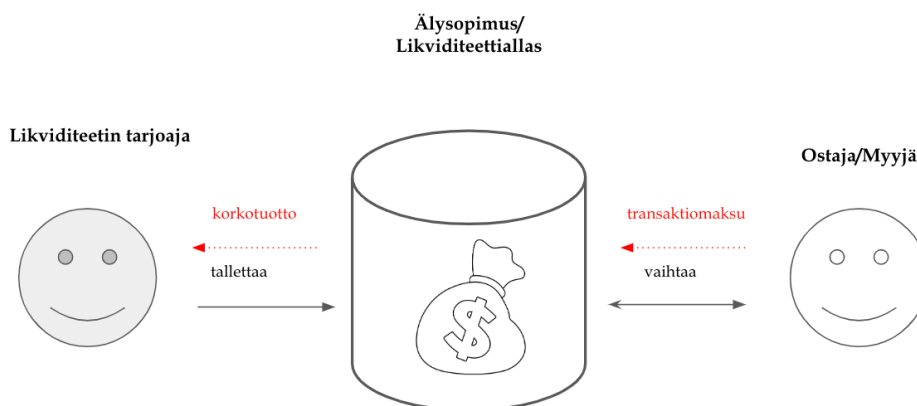 Älysopimus/
Likviditeettiallas
Likviditeetin tarjoaja
Ostaja/Myyjä
korkotuotto
transaktiomaksu
tallettaa
vaihtaa
$